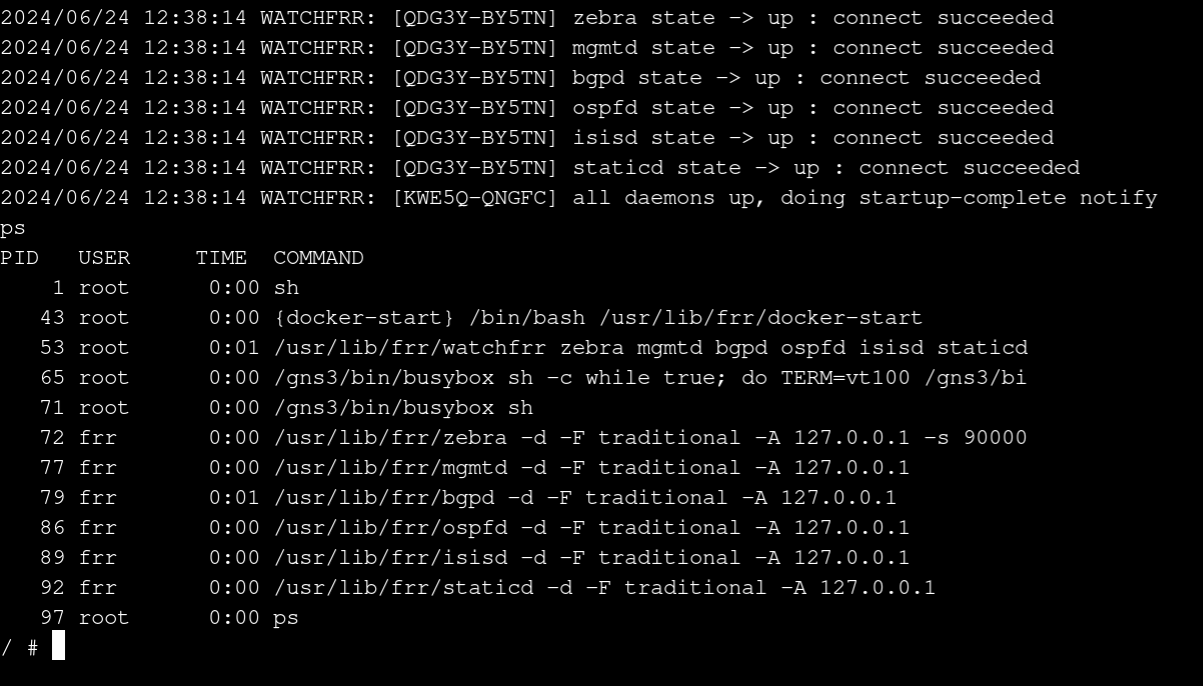 2024/06/24 12:38:14 WATCHFRR: [QDG3Y-BY5TN] zebra state -> up : connect succeeded
2024/06/24 12:38:14 WATCHFRR: [QDG3Y-BY5TN] mgmtd state -> up : connect succeeded
2024/06/24 12:38:14 WATCHFRR: [QDG3Y-BY5TN] bgpd state -> up : connect succeeded
2024/06/24 12:38:14 WATCHFRR: [QDG3Y-BY5TN] ospfd state -> up : connect succeeded
2024/06/24 12:38:14 WATCHFRR: [QDG3Y-BY5TN] isisd state -> up : connect succeeded
2024/06/24 12:38:14 WATCHFRR: [QDG3Y-BY5TN] staticd state -> up : connect succeeded
2024/06/24 12:38:14 WATCHFRR: [KWE5Q-QNGFC] all daemons up, doing startup-complete notify
ps
PID   USER     TIME  COMMAND
    1 root      0:00 sh
   43 root      0:00 {docker-start} /bin/bash /usr/lib/frr/docker-start
   53 root      0:01 /usr/lib/frr/watchfrr zebra mgmtd bgpd ospfd isisd staticd
   65 root      0:00 /gns3/bin/busybox sh -c while true; do TERM=vt100 /gns3/bi
   71 root      0:00 /gns3/bin/busybox sh
   72 frr       0:00 /usr/lib/frr/zebra -d -F traditional -A 127.0.0.1 -s 90000
   77 frr       0:00 /usr/lib/frr/mgmtd -d -F traditional -A 127.0.0.1
   79 frr       0:01 /usr/lib/frr/bgpd -d -F traditional -A 127.0.0.1
   86 frr       0:00 /usr/lib/frr/ospfd -d -F traditional -A 127.0.0.1
   89 frr       0:00 /usr/lib/frr/isisd -d -F traditional -A 127.0.0.1
   92 frr       0:00 /usr/lib/frr/staticd -d -F traditional -A 127.0.0.1
   97 root      0:00 ps
/ #